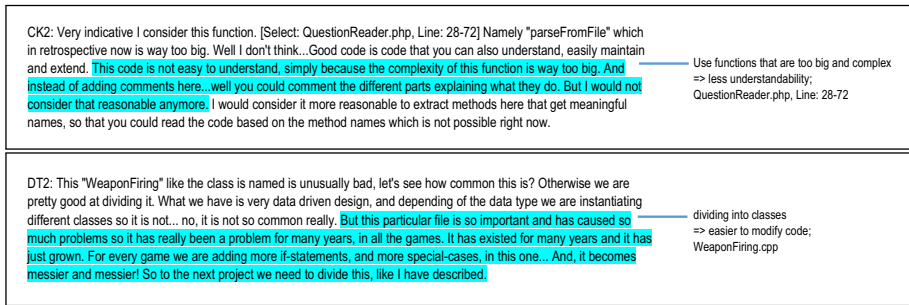 CK2: Very indicative I consider this function. [Select: QuestionReader.php, Line: 28-72] Namely "parseFromFile" which
in retrospective now is way too big. Well I don't think...Good code is code that you can also understand, easily maintain
and extend. This code is not easy to understand, simply because the complexity of this function is way too big. And
instead of adding comments here...well you could comment the different parts explaining what they do. But I would not
consider that reasonable anymore. I would consider it more reasonable to extract methods here that get meaningful
names, so that you could read the code based on the method names which is not possible right now.
Use functions that are too big and complex
=> less understandability;
QuestionReader.php, Line: 28-72
DT2: This "WeaponFiring" like the class is named is unusually bad, let's see how common this is? Otherwise we are
pretty good at dividing it. What we have is very data driven design, and depending of the data type we are instantiating
different classes so it is not... no, it is not so common really. But this particular file is so important and has caused so
much problems so it has really been a problem for many years, in all the games. It has existed for many years and it has
just grown. For every game we are adding more if-statements, and more special-cases, in this one... And, it becomes
messier and messier! So to the next project we need to divide this, like I have described.
dividing into classes
=> easier to modify code;
WeaponFiring.cpp